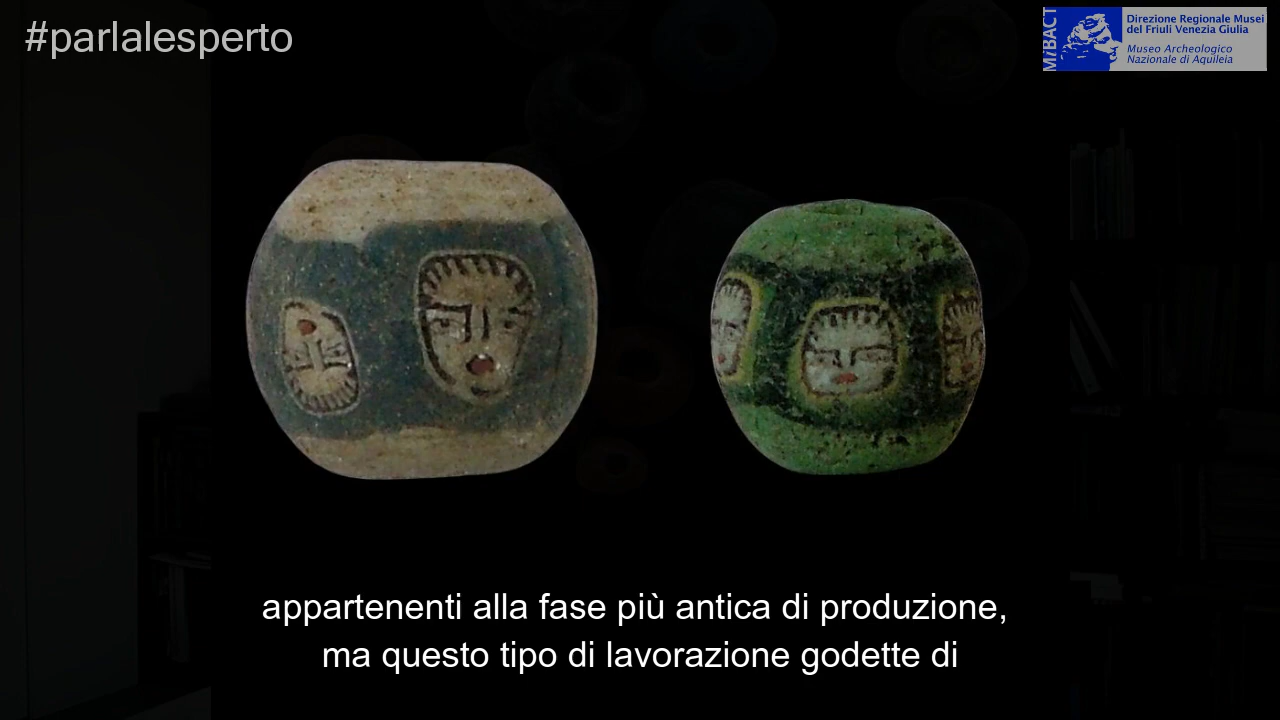 #parlalesperto
MiBACT
Direzione Regionale Musei
del Friuli Venezia Giulia
Museo Archeologico
Nazionale di Aquileia
appartenenti alla fase più antica di produzione,
ma questo tipo di lavorazione godette di